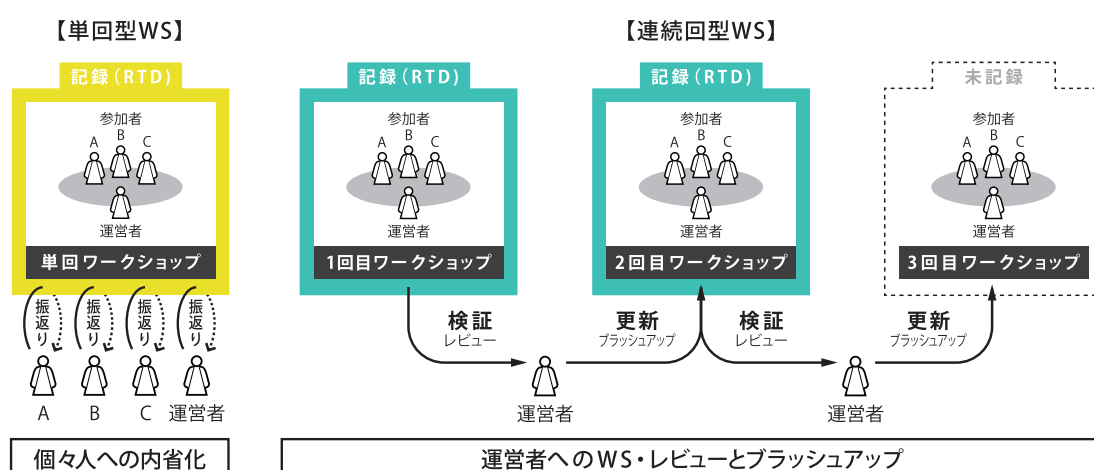 【単回型WS】
記録（RTD）
参加者
A B C
運営者
単回ワークショップ
振返り
振返り
振返り
振返り
A B C 運営者
個々人への内省化
【連続回型WS】
記録（RTD）
参加者
A B C
運営者
1回目ワークショップ
検証
レビュー
運営者
更新
ブラッシュアップ
記録（RTD）
参加者
A B C
運営者
2回目ワークショップ
検証
レビュー
運営者
更新
ブラッシュアップ
未記録
参加者
A B C
運営者
3回目ワークショップ
運営者へのWS・レビューとブラッシュアップ